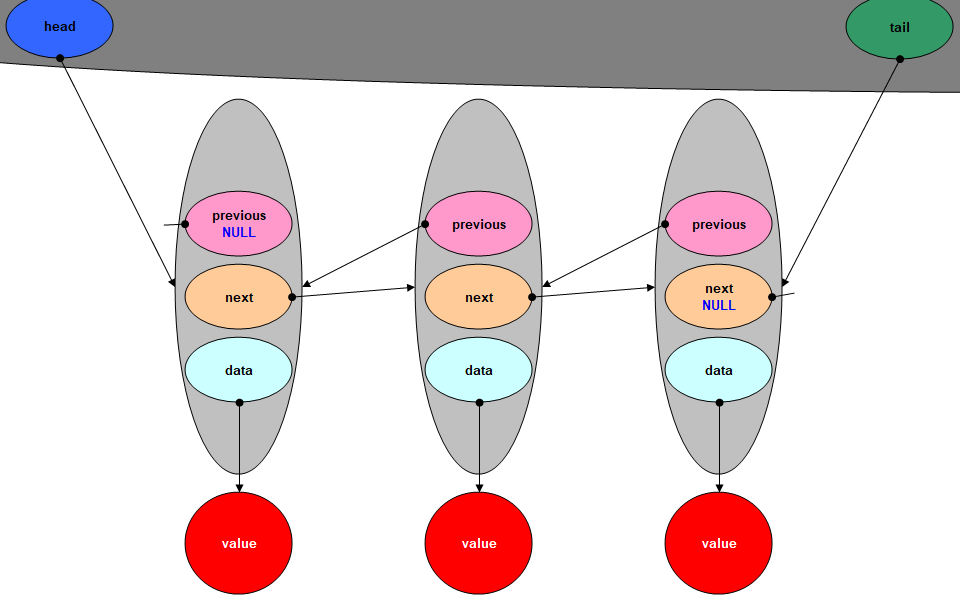 head
tail
previous
NULL
previous
previous
next
next
next
NULL
data
data
data
value
value
value